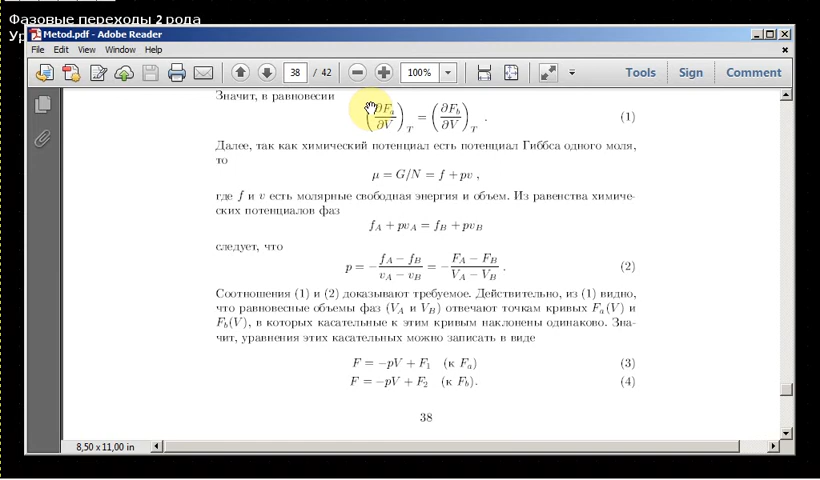 Фазовые переходы 2 рода
Ур
Metod.pdf - Adobe Reader
File Edit View Window Help
38 / 42 100% Tools Sign Comment
Значит, в равновесии
(∂Fₐ/∂V)_T = (∂F_b/∂V)_T . (1)
Далее, так как химический потенциал есть потенциал Гиббса одного моля,
то
μ = G/N = f + pv ,
где f и v есть молярные свободная энергия и объем. Из равенства химиче-
ских потенциалов фаз
f_A + pv_A = f_B + pv_B
следует, что
p = −(f_A − f_B)/(v_A − v_B) = −(F_A − F_B)/(V_A − V_B) . (2)
Соотношения (1) и (2) доказывают требуемое. Действительно, из (1) видно,
что равновесные объемы фаз (V_A и V_B) отвечают точкам кривых F_a(V) и
F_b(V), в которых касательные к этим кривым наклонены одинаково. Зна-
чит, уравнения этих касательных можно записать в виде
F = −pV + F₁ (к F_a) (3)
F = −pV + F₂ (к F_b). (4)
38
8,50 x 11,00 in